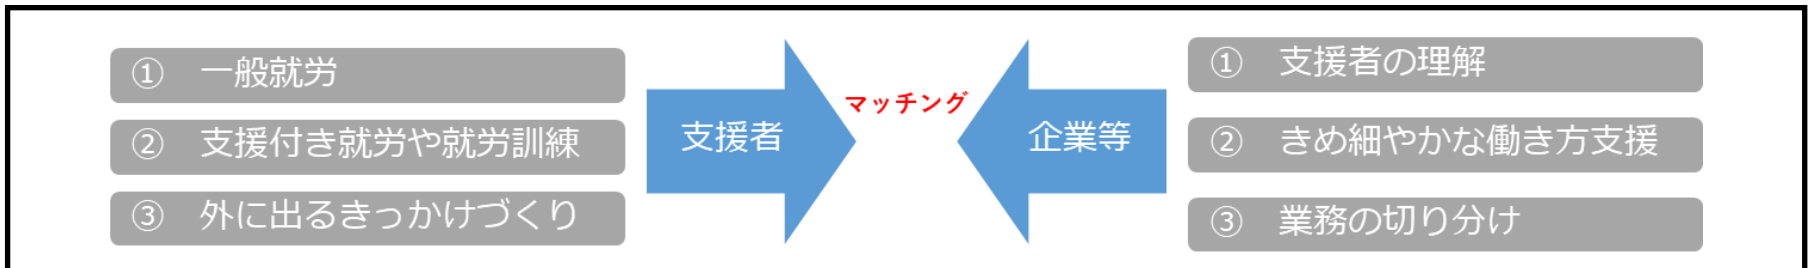 ① 一般就労
② 支援付き就労や就労訓練
③ 外に出るきっかけづくり
支援者
マッチング
企業等
① 支援者の理解
② きめ細やかな働き方支援
③ 業務の切り分け